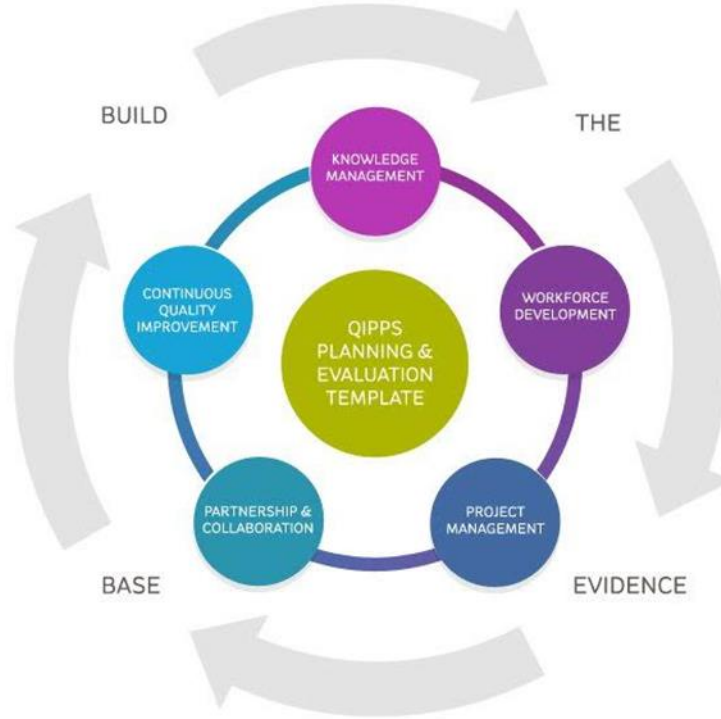 BUILD
THE
KNOWLEDGE
MANAGEMENT
CONTINUOUS
QUALITY
IMPROVEMENT
WORKFORCE
DEVELOPMENT
QIPPS
PLANNING &
EVALUATION
TEMPLATE
PARTNERSHIP &
COLLABORATION
PROJECT
MANAGEMENT
BASE
EVIDENCE